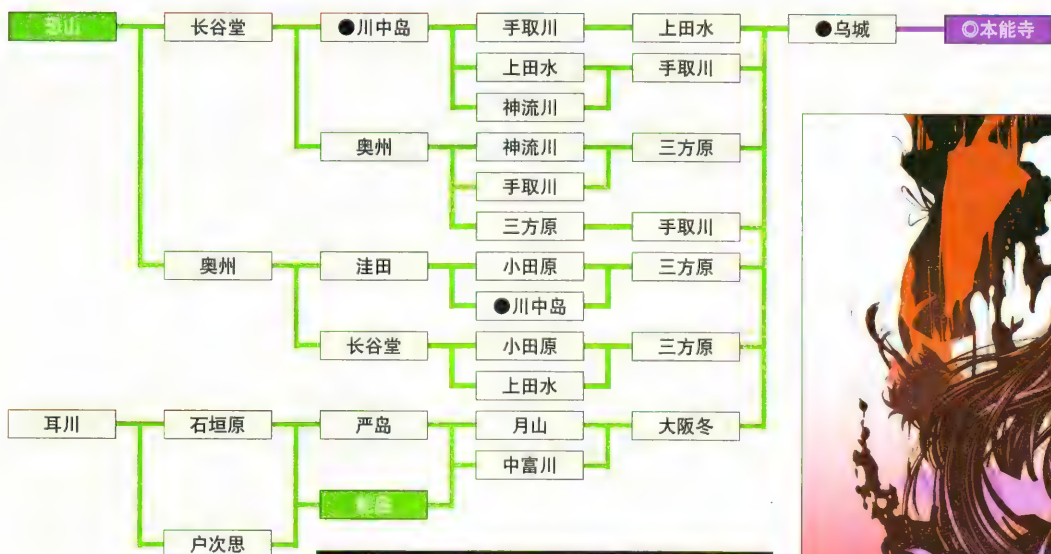 恐山
长谷堂
●川中岛
手取川
上田水
●乌城
◎本能寺
上田水
手取川
神流川
奥州
神流川
三方原
手取川
三方原
手取川
奥州
洼田
小田原
三方原
●川中岛
长谷堂
小田原
三方原
上田水
耳川
石垣原
严岛
月山
大阪冬
中富川
户次思